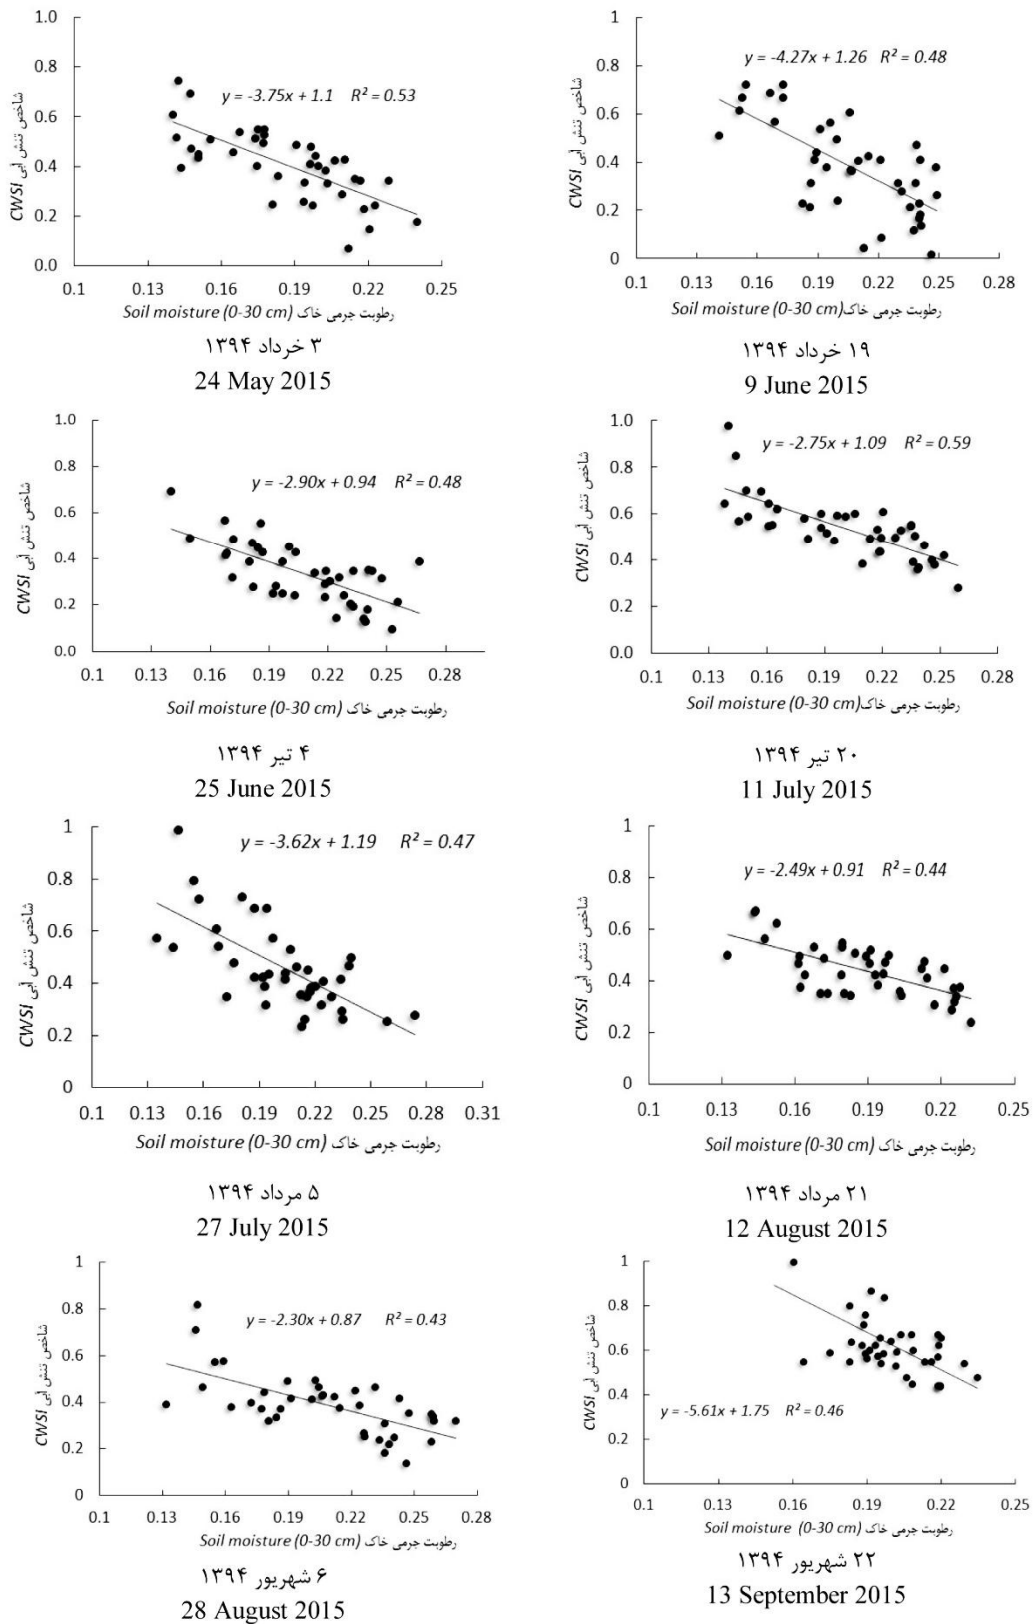 y = -3.75x + 1.1 R² = 0.53
شاخص تنش آبی CWSI
1.0
0.8
0.6
0.4
0.2
0.0
0.1 0.13 0.16 0.19 0.22 0.25
Soil moisture (0-30 cm) رطوبت جرمی خاک
۳ خرداد ۱۳۹۴
24 May 2015
y = -4.27x + 1.26 R² = 0.48
شاخص تنش آبی CWSI
1
0.8
0.6
0.4
0.2
0
0.1 0.13 0.16 0.19 0.22 0.25 0.28
Soil moisture (0-30 cm) رطوبت جرمی خاک
۱۹ خرداد ۱۳۹۴
9 June 2015
y = -2.90x + 0.94 R² = 0.48
شاخص تنش آبی CWSI
1.0
0.8
0.6
0.4
0.2
0.0
0.1 0.13 0.16 0.19 0.22 0.25 0.28
Soil moisture (0-30 cm) رطوبت جرمی خاک
۴ تیر ۱۳۹۴
25 June 2015
y = -2.75x + 1.09 R² = 0.59
شاخص تنش آبی CWSI
1.0
0.8
0.6
0.4
0.2
0.0
0.1 0.13 0.16 0.19 0.22 0.25 0.28
Soil moisture (0-30 cm) رطوبت جرمی خاک
۲۰ تیر ۱۳۹۴
11 July 2015
y = -3.62x + 1.19 R² = 0.47
شاخص تنش آبی CWSI
1
0.8
0.6
0.4
0.2
0
0.1 0.13 0.16 0.19 0.22 0.25 0.28 0.31
Soil moisture (0-30 cm) رطوبت جرمی خاک
۵ مرداد ۱۳۹۴
27 July 2015
y = -2.49x + 0.91 R² = 0.44
شاخص تنش آبی CWSI
1
0.8
0.6
0.4
0.2
0
0.1 0.13 0.16 0.19 0.22 0.25
Soil moisture (0-30 cm) رطوبت جرمی خاک
۲۱ مرداد ۱۳۹۴
12 August 2015
y = -2.30x + 0.87 R² = 0.43
شاخص تنش آبی CWSI
1
0.8
0.6
0.4
0.2
0
0.1 0.13 0.16 0.19 0.22 0.25 0.28
Soil moisture (0-30 cm) رطوبت جرمی خاک
۶ شهریور ۱۳۹۴
28 August 2015
y = -5.61x + 1.75 R² = 0.46
شاخص تنش آبی CWSI
1
0.8
0.6
0.4
0.2
0
0.1 0.13 0.16 0.19 0.22 0.25
Soil moisture (0-30 cm) رطوبت جرمی خاک
۲۲ شهریور ۱۳۹۴
13 September 2015